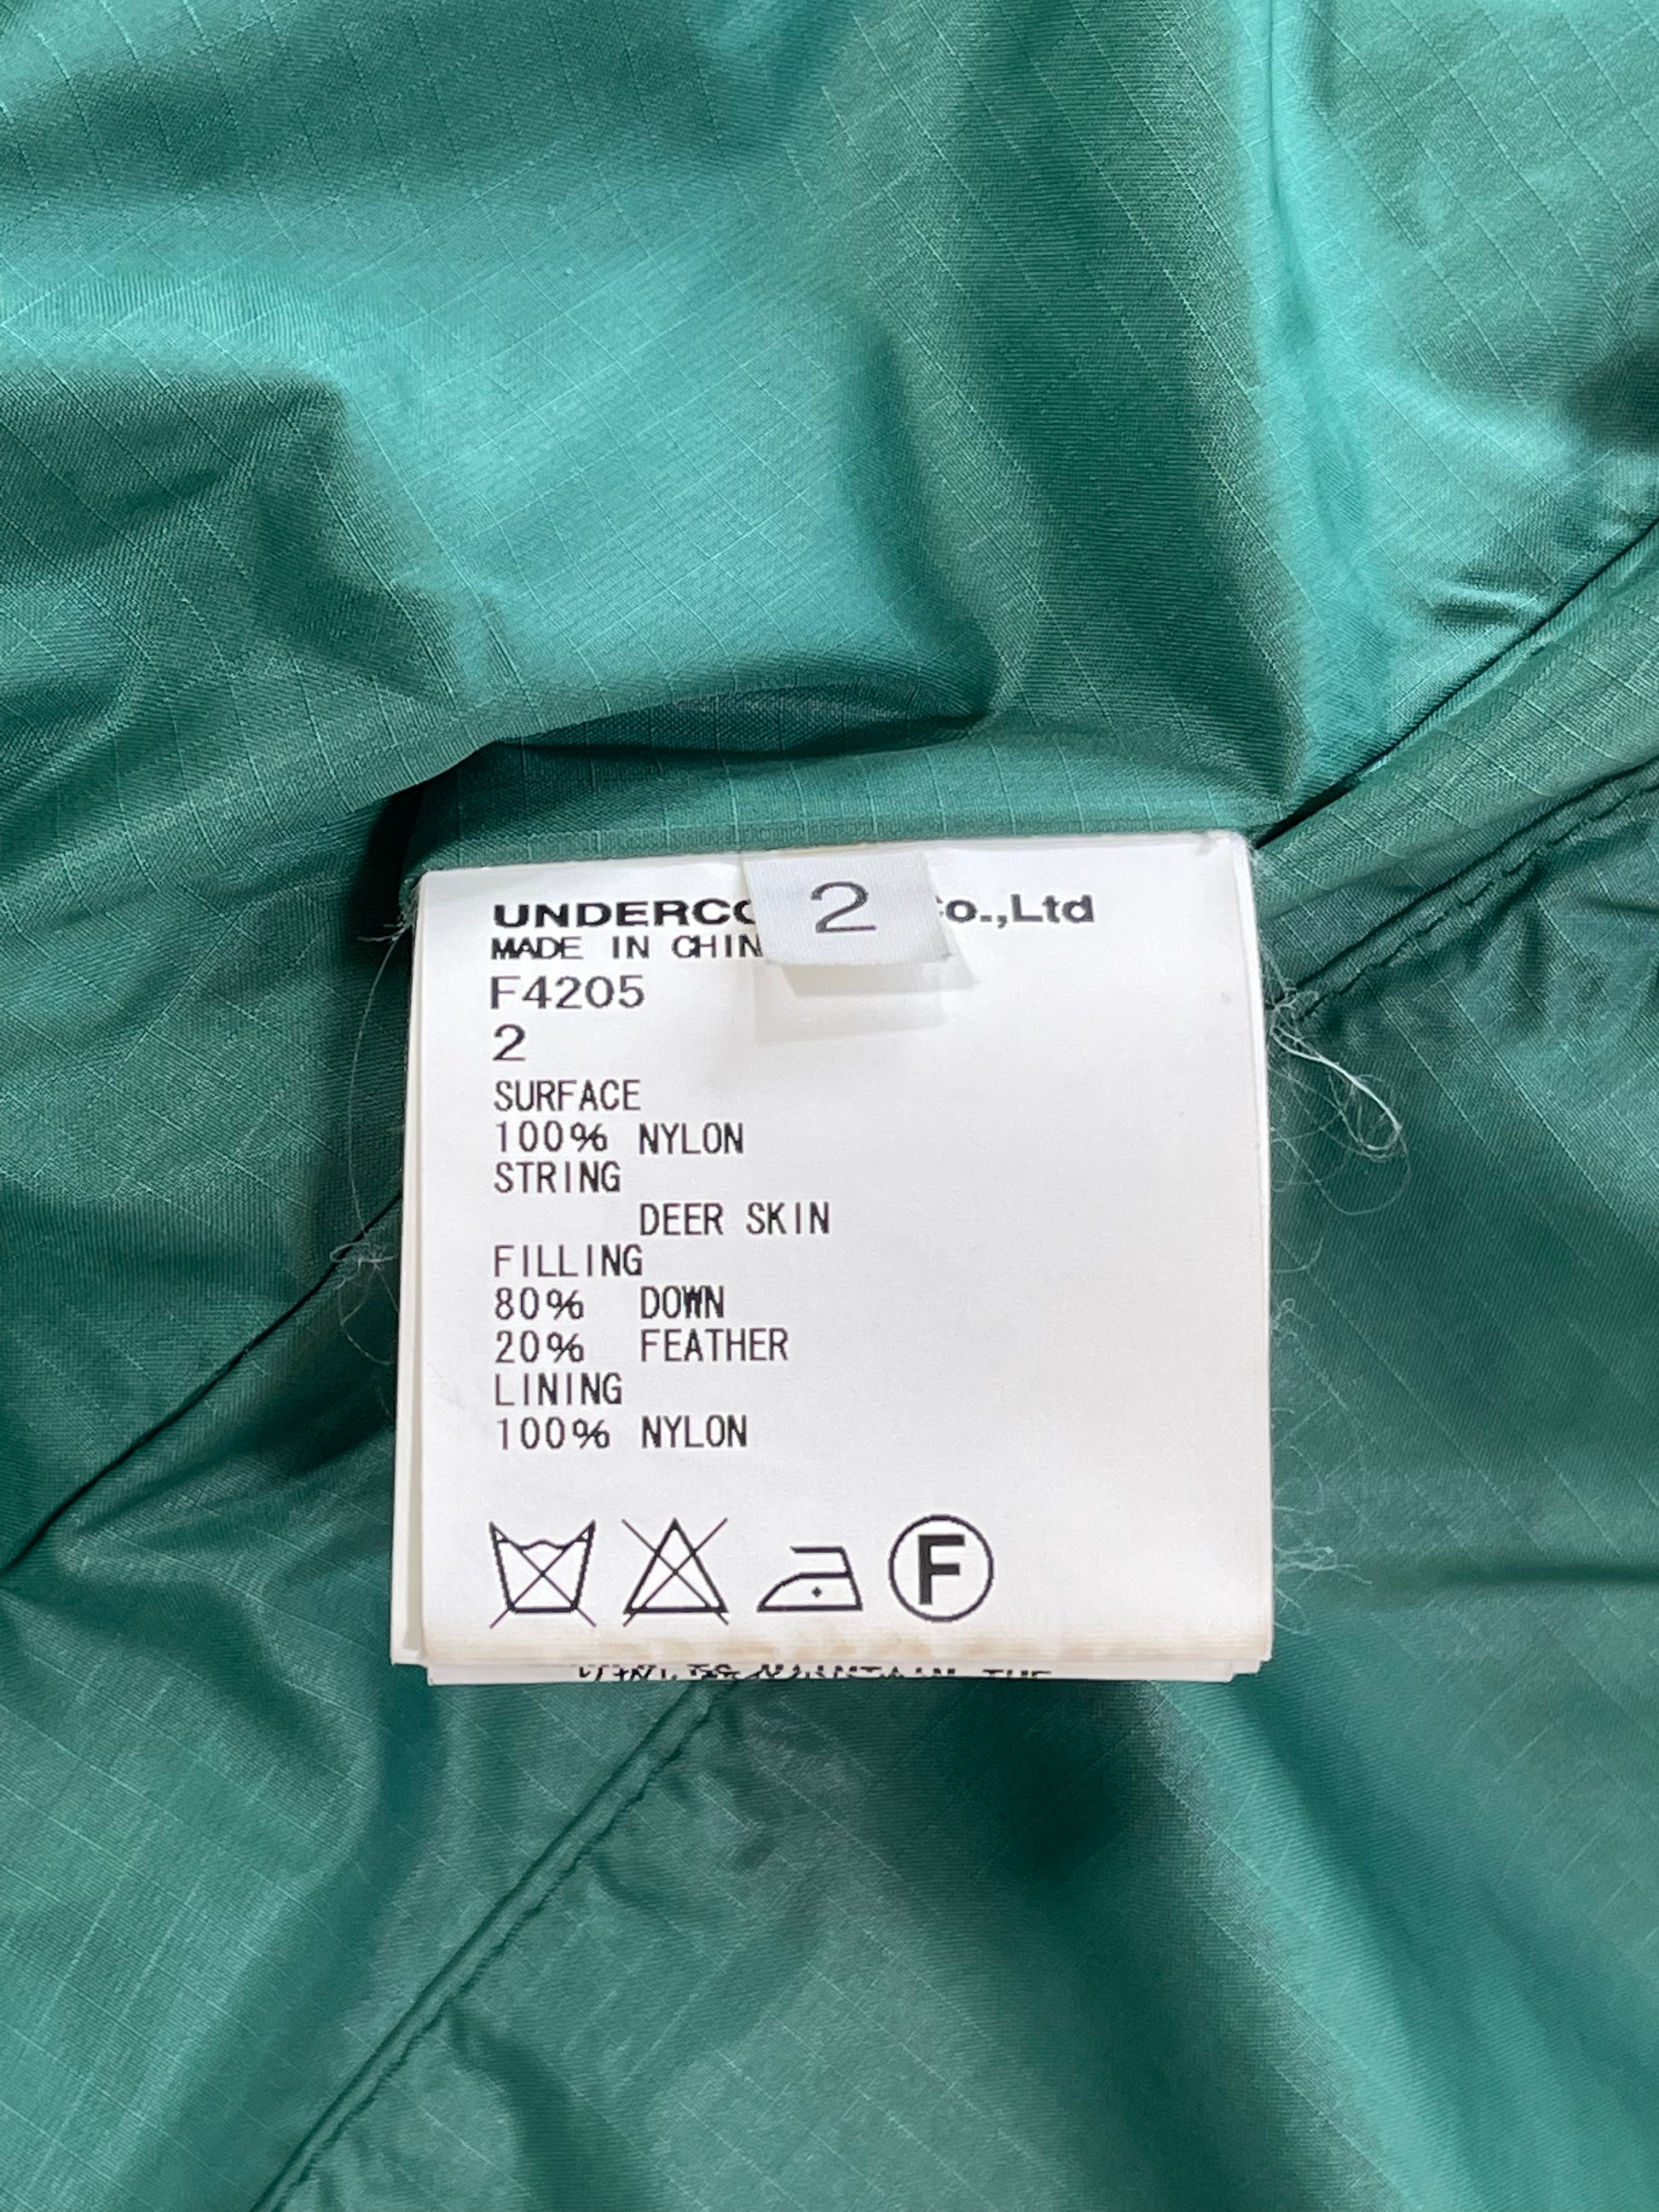 2
UNDERCO o.,Ltd
MADE IN CHIN
F4205
2
SURFACE
100% NYLON
STRING
DEER SKIN
FILLING
80% DOWN
20% FEATHER
LINING
100% NYLON
F